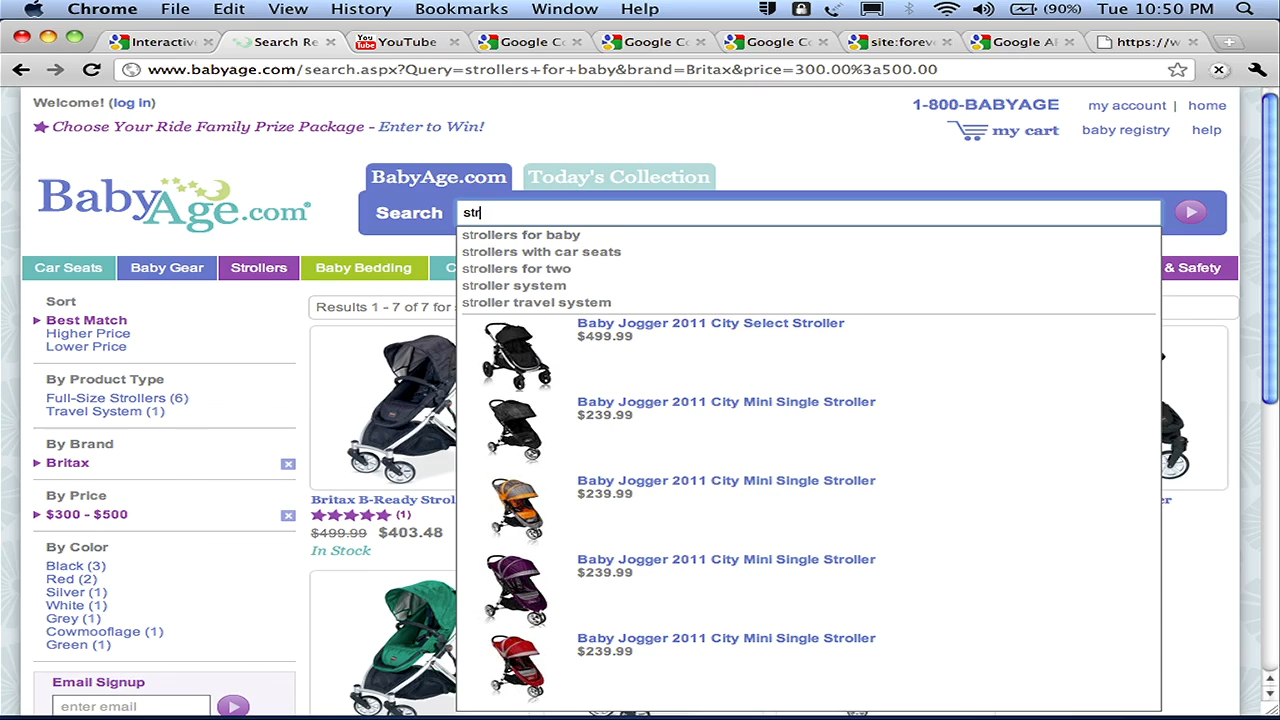 Chrome File Edit View History Bookmarks Window Help (90%) Tue 10:50 PM
Interactive Search Re YouTube Google Co Google Co Google Co site:forev Google Al https://w
www.babyage.com/search.aspx?Query=strollers+for+baby&brand=Britax&price=300.00%3a500.00
Welcome! (log in)
1-800-BABYAGE my account | home
Choose Your Ride Family Prize Package - Enter to Win!
my cart baby registry help
BabyAge.com Today's Collection
BabyAge.com®
Search str
strollers for baby
strollers with car seats
strollers for two
stroller system
stroller travel system
Car Seats Baby Gear Strollers Baby Bedding C & Safety
Sort
Best Match
Higher Price
Lower Price
Results 1 - 7 of 7 for
By Product Type
Full-Size Strollers (6)
Travel System (1)
By Brand
Britax
By Price
$300 - $500
By Color
Black (3)
Red (2)
Silver (1)
White (1)
Grey (1)
Cowmooflage (1)
Green (1)
Email Signup
enter email
Britax B-Ready Strol
(1)
$499.99 $403.48
In Stock
Baby Jogger 2011 City Select Stroller
$499.99
Baby Jogger 2011 City Mini Single Stroller
$239.99
Baby Jogger 2011 City Mini Single Stroller
$239.99
Baby Jogger 2011 City Mini Single Stroller
$239.99
Baby Jogger 2011 City Mini Single Stroller
$239.99
er